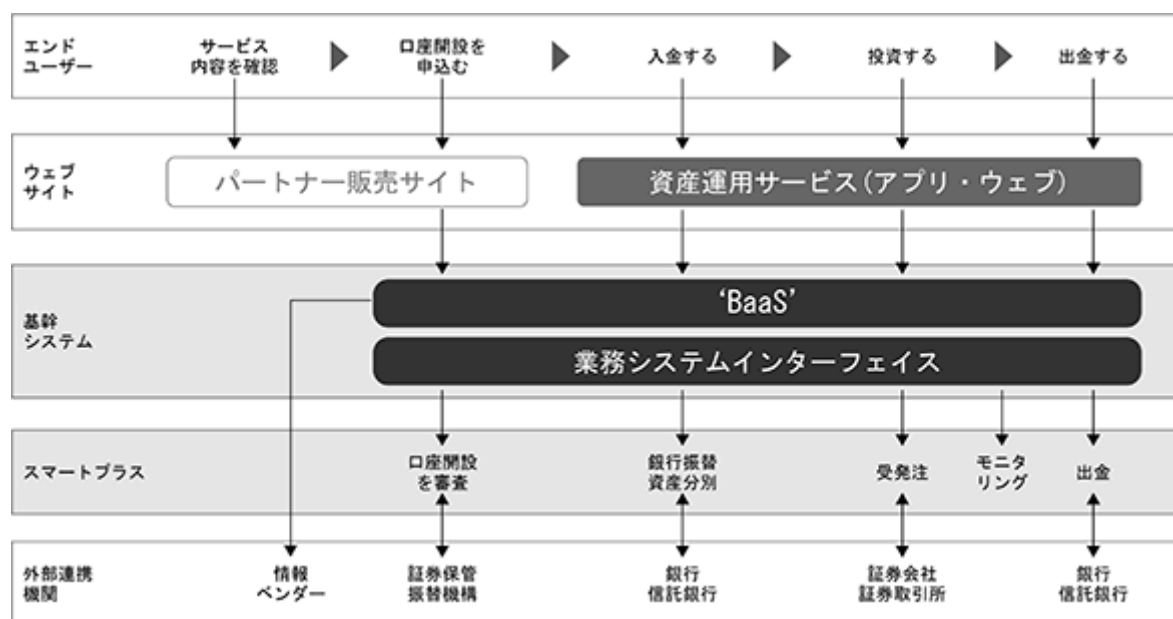 エンド
ユーザー
サービス
内容を確認
口座開設を
申込む
入金する
投資する
出金する
ウェブ
サイト
パートナー販売サイト
資産運用サービス(アプリ・ウェブ)
基幹
システム
‘BaaS’
業務システムインターフェイス
スマートプラス
口座開設
を審査
銀行振替
資産分別
受発注
モニタ
リング
出金
外部連携
機関
情報
ベンダー
証券保管
振替機構
銀行
信託銀行
証券会社
証券取引所
銀行
信託銀行